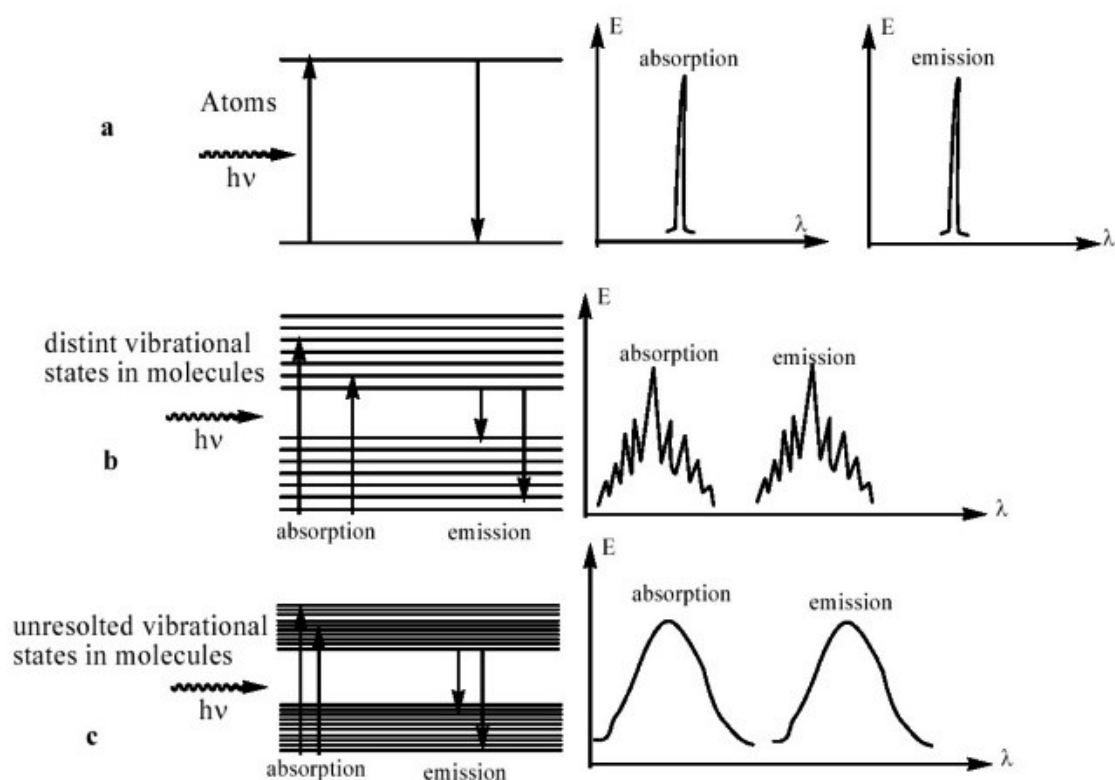 a
Atoms
hν
E
absorption
λ
E
emission
λ
b
distint vibrational
states in molecules
hν
absorption
emission
E
absorption
emission
λ
c
unresolted vibrational
states in molecules
hν
absorption
emission
E
absorption
emission
λ